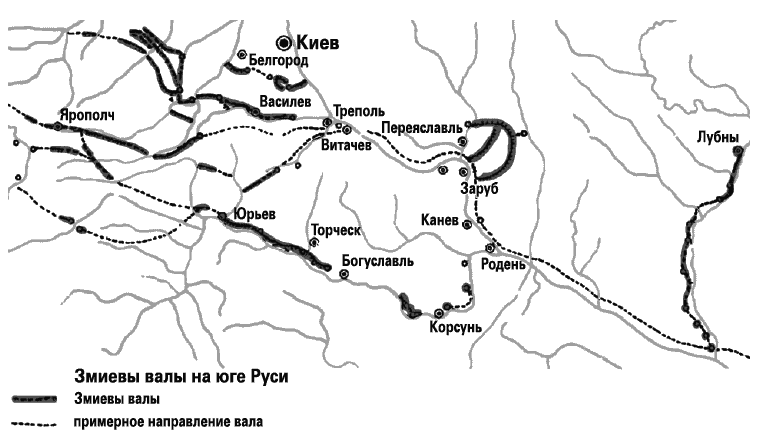 Киев
Белгород
Ярополч
Василев
Треполь
Витачев
Переяславль
Лубны
Заруб
Юрьев
Торческ
Канев
Богуславль
Родень
Корсунь
Змиевы валы на юге Руси
Змиевы валы
примерное направление вала